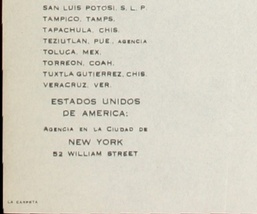 SAN LUIS POTOSI, S. L. P.
TAMPICO, TAMPS.
TAPACHULA, CHIS.
TEZIUTLAN, PUE., AGENCIA
TOLUCA, MEX.
TORREON, COAH.
TUXTLA GUTIERREZ, CHIS.
VERACRUZ, VER.
ESTADOS UNIDOS
DE AMERICA:
AGENCIA EN LA CIUDAD DE
NEW YORK
52 WILLIAM STREET